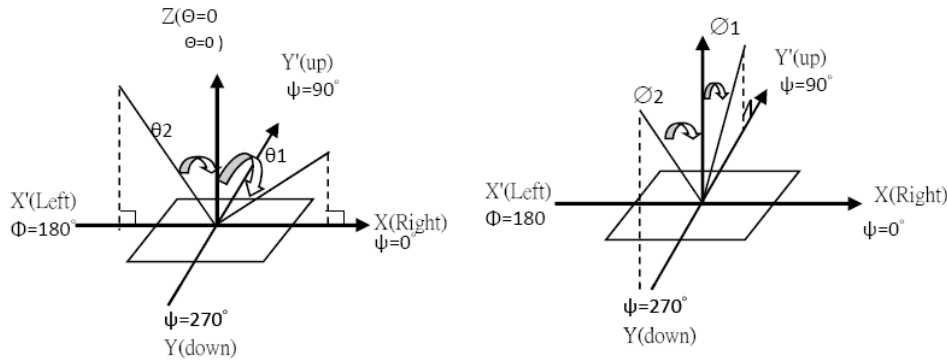 Z(Θ=0
Θ=0 )
Y'(up)
ψ=90°
θ2
θ1
X'(Left)
Φ=180°
X(Right)
ψ=0°
ψ=270°
Y(down)
∅1
Y'(up)
ψ=90°
∅2
X'(Left)
Φ=180
X(Right)
ψ=0°
ψ=270°
Y(down)